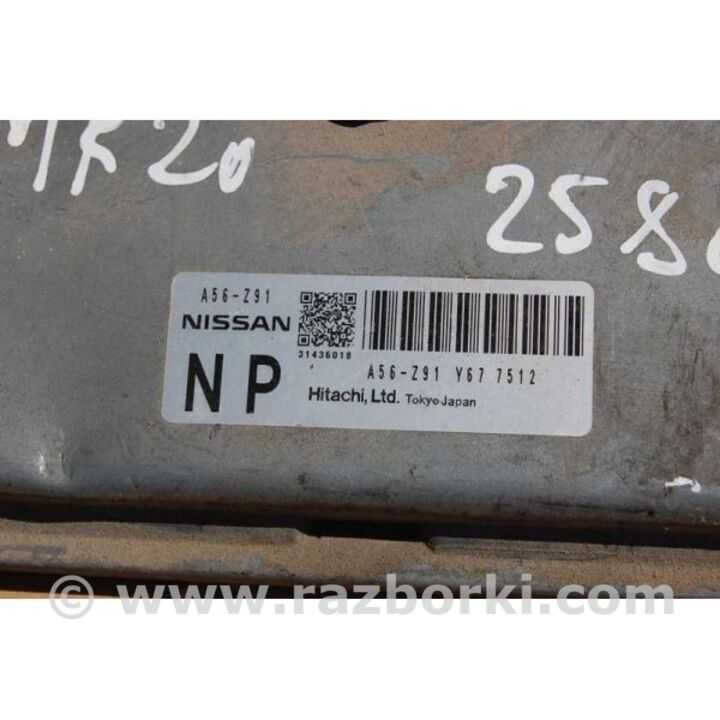 MR20
258
A56-Z91
NISSAN
31436018
NP
A56-Z91 Y67 7512
Hitachi, Ltd. Tokyo Japan
© www.razborki.com